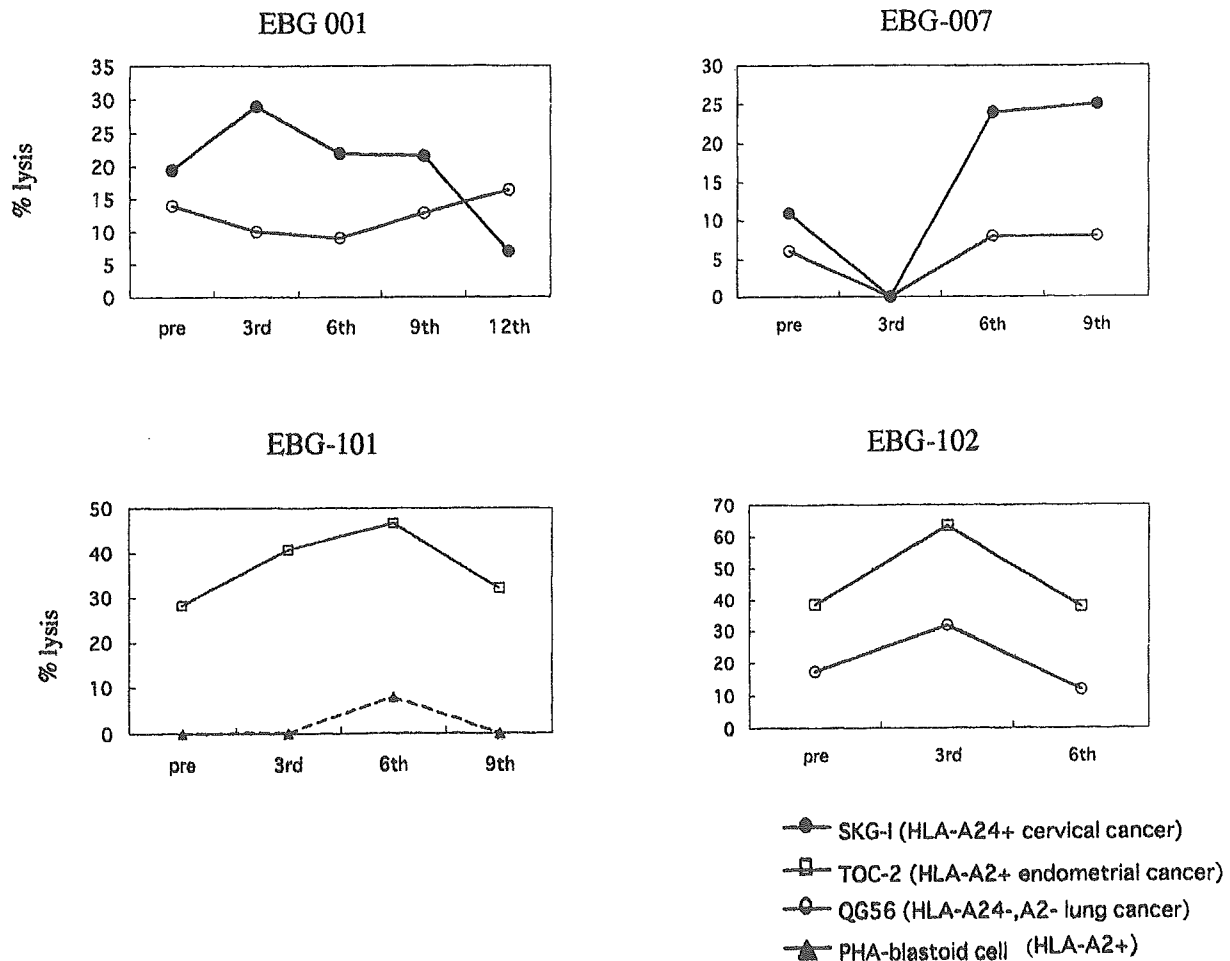 EBG 001
EBG-007
% lysis
35
30
25
20
15
10
5
0
pre 3rd 6th 9th 12th
30
25
20
15
10
5
0
pre 3rd 6th 9th
EBG-101
EBG-102
% lysis
50
40
30
20
10
0
pre 3rd 6th 9th
70
60
50
40
30
20
10
0
pre 3rd 6th
SKG-I (HLA-A24+ cervical cancer)
TOC-2 (HLA-A2+ endometrial cancer)
QG56 (HLA-A24-,A2- lung cancer)
PHA-blastoid cell (HLA-A2+)